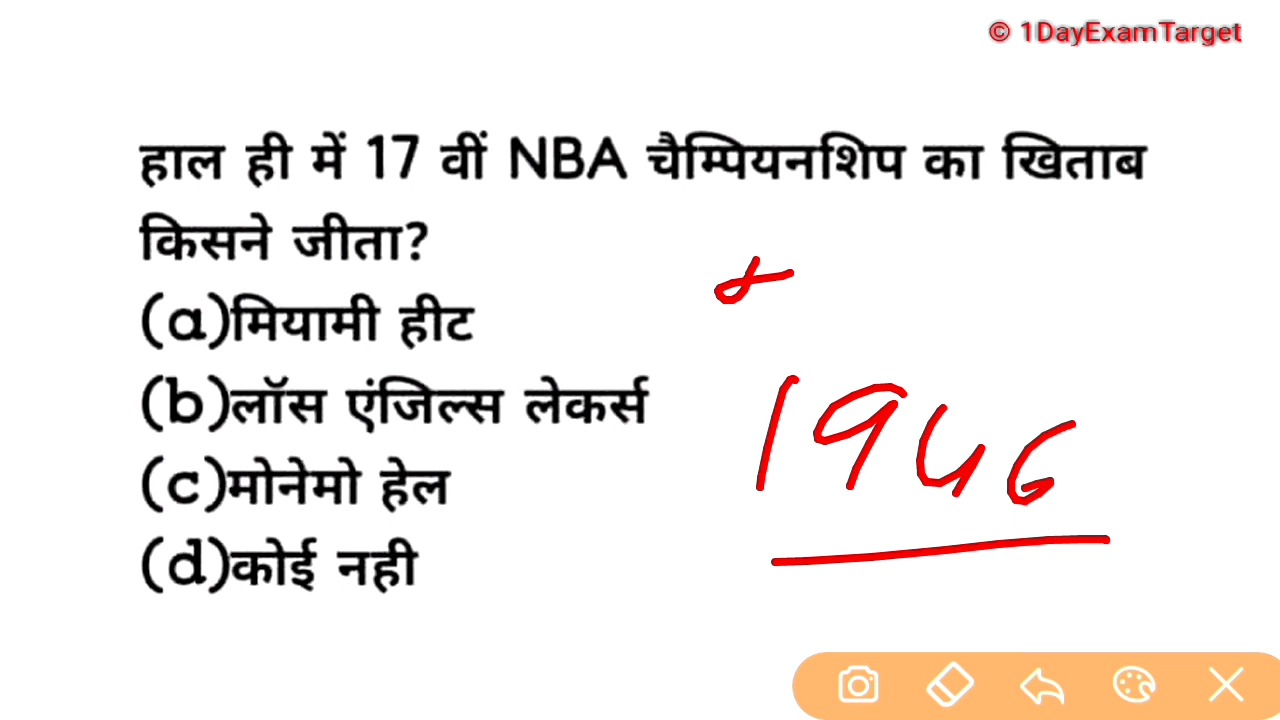 © 1DayExamTarget
हाल ही में 17 वीं NBA चैम्पियनशिप का खिताब
किसने जीता?
(a)मियामी हीट
(b)लॉस एंजिल्स लेकर्स
(c)मोनेमो हेल
(d)कोई नही
1946